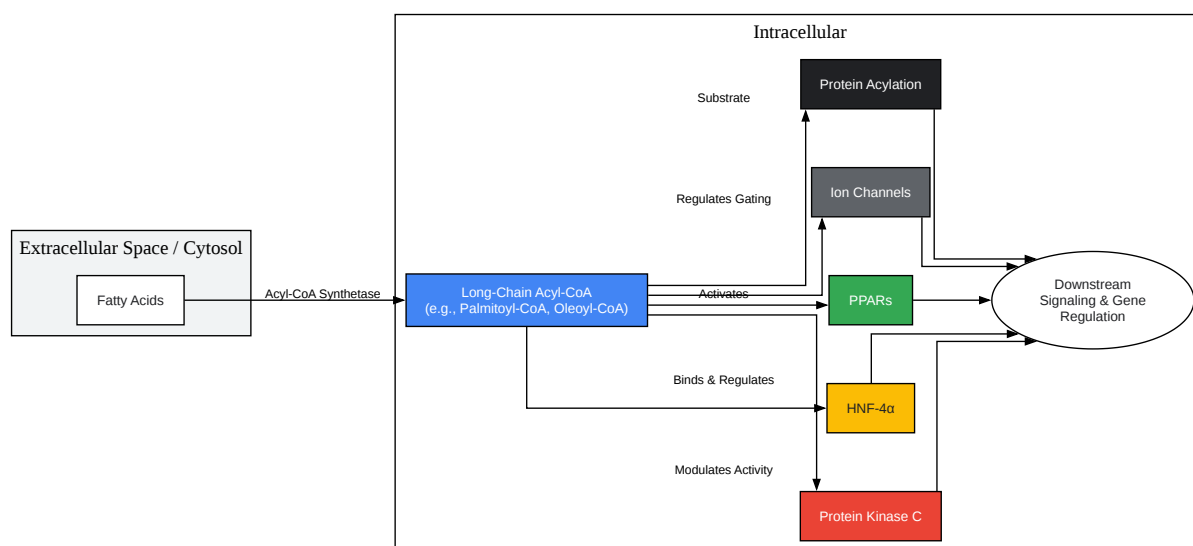 Intracellular
Protein Acylation
Substrate
Ion Channels
Regulates Gating
Extracellular Space / Cytosol
Fatty Acids
Acyl-CoA Synthetase
Long-Chain Acyl-CoA
(e.g., Palmitoyl-CoA, Oleoyl-CoA)
Activates
PPARs
Downstream
Signaling & Gene
Regulation
Binds & Regulates
HNF-4α
Modulates Activity
Protein Kinase C